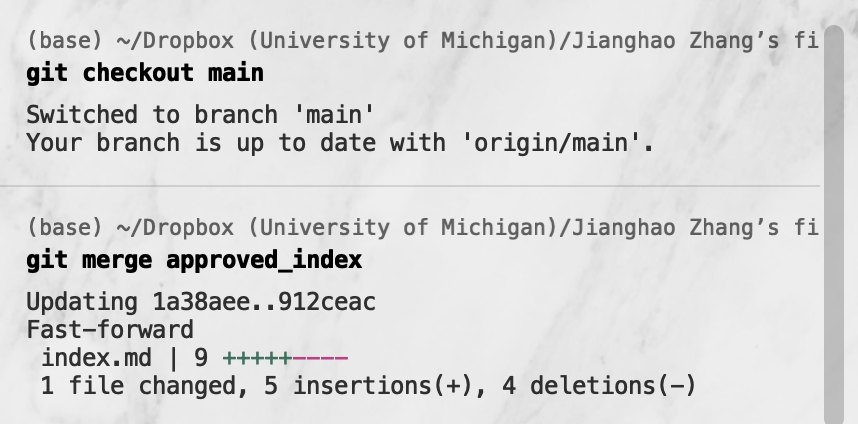 (base) ~/Dropbox (University of Michigan)/Jianghao Zhang’s fi
git checkout main
Switched to branch 'main'
Your branch is up to date with 'origin/main'.
(base) ~/Dropbox (University of Michigan)/Jianghao Zhang’s fi
git merge approved_index
Updating 1a38aee..912ceac
Fast-forward
 index.md | 9 +++++----
 1 file changed, 5 insertions(+), 4 deletions(-)